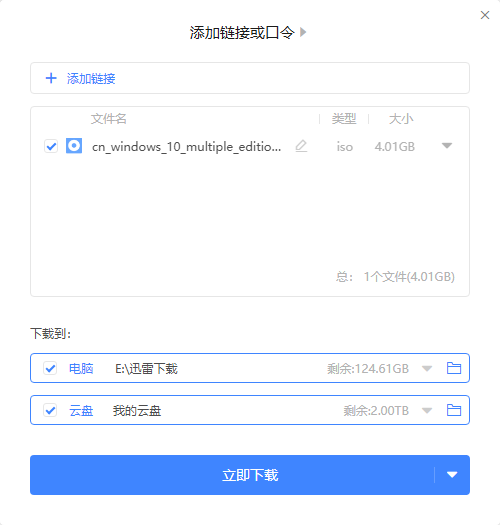 添加链接或口令
添加链接
文件名 类型 大小
cn_windows_10_multiple_editio... iso 4.01GB
总： 1个文件(4.01GB)
下载到：
电脑 E:\迅雷下载 剩余:124.61GB
云盘 我的云盘 剩余:2.00TB
立即下载